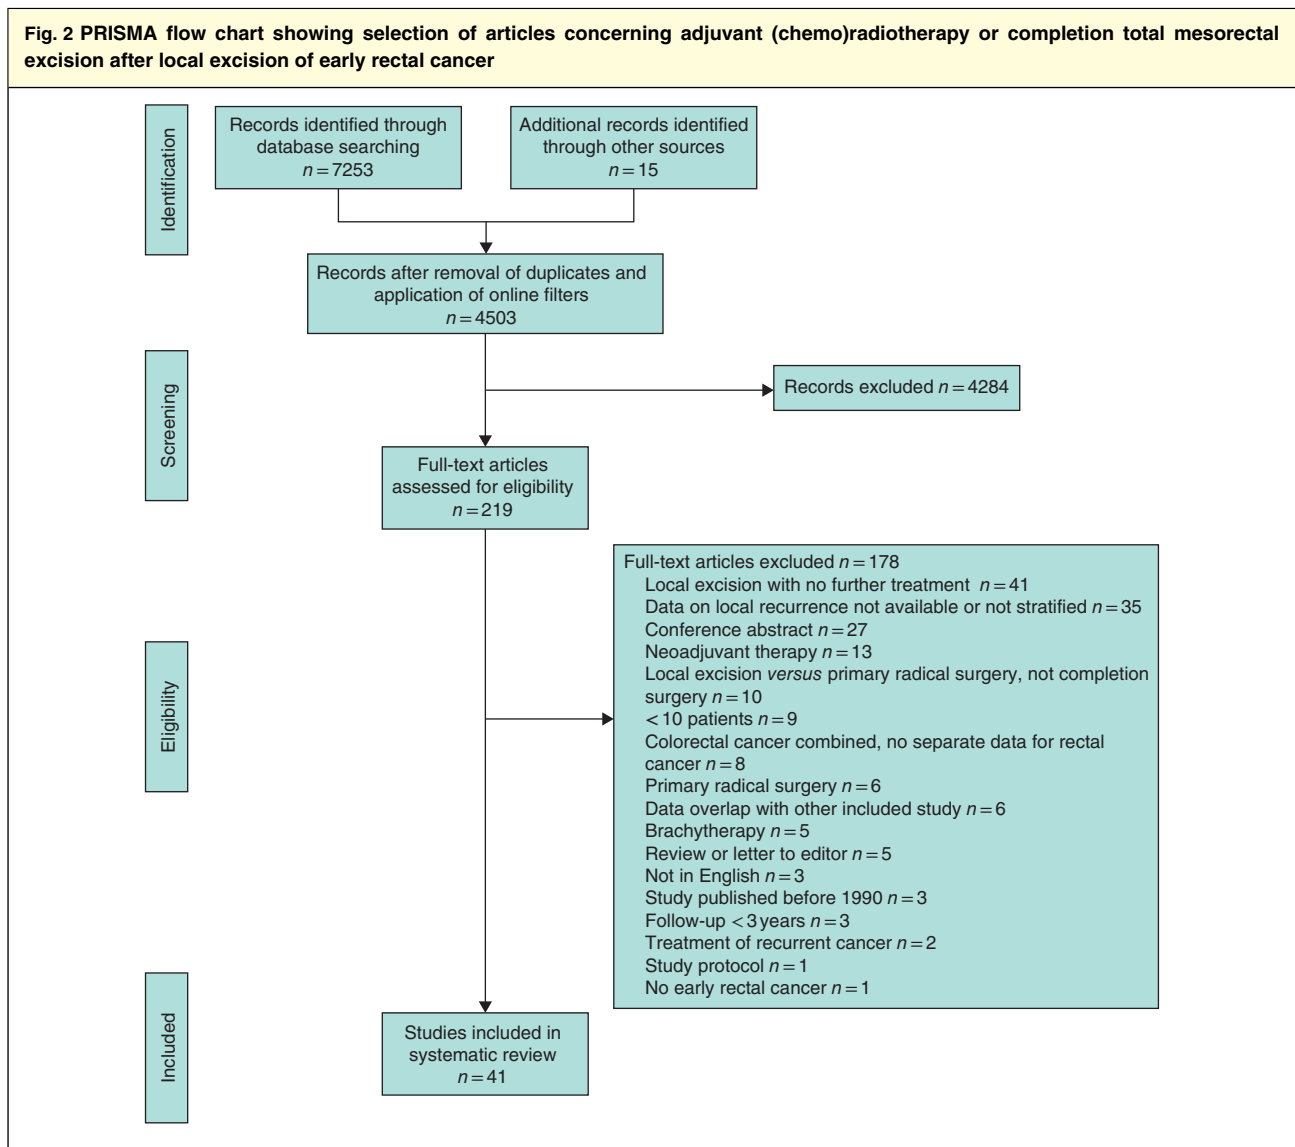 Fig. 2 PRISMA flow chart showing selection of articles concerning adjuvant (chemo)radiotherapy or completion total mesorectal
excision after local excision of early rectal cancer
Identification
Records identified through
database searching
n = 7253
Additional records identified
through other sources
n = 15
Records after removal of duplicates and
application of online filters
n = 4503
Screening
Records excluded n = 4284
Full-text articles
assessed for eligibility
n = 219
Eligibility
Full-text articles excluded n = 178
Local excision with no further treatment n = 41
Data on local recurrence not available or not stratified n = 35
Conference abstract n = 27
Neoadjuvant therapy n = 13
Local excision versus primary radical surgery, not completion
surgery n = 10
< 10 patients n = 9
Colorectal cancer combined, no separate data for rectal
cancer n = 8
Primary radical surgery n = 6
Data overlap with other included study n = 6
Brachytherapy n = 5
Review or letter to editor n = 5
Not in English n = 3
Study published before 1990 n = 3
Follow-up < 3 years n = 3
Treatment of recurrent cancer n = 2
Study protocol n = 1
No early rectal cancer n = 1
Included
Studies included in
systematic review
n = 41